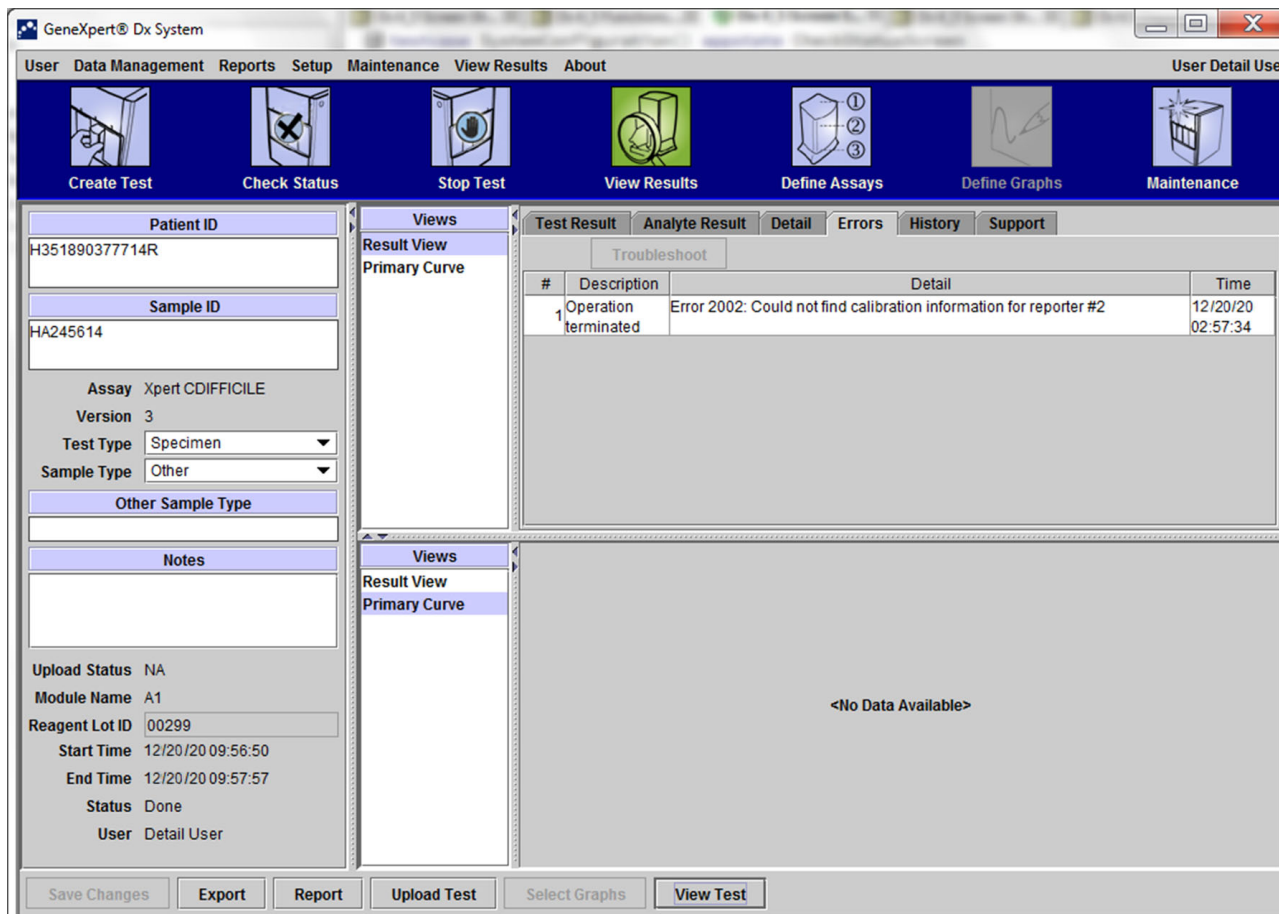 GeneXpert® Dx System
User Data Management Reports Setup Maintenance View Results About
User Detail Use
Create Test
Check Status
Stop Test
View Results
① ② ③
Define Assays
Define Graphs
Maintenance
Patient ID
H351890377714R
Sample ID
HA245614
Assay Xpert CDIFFICILE
Version 3
Test Type Specimen
Sample Type Other
Other Sample Type
Notes
Upload Status NA
Module Name A1
Reagent Lot ID 00299
Start Time 12/20/20 09:56:50
End Time 12/20/20 09:57:57
Status Done
User Detail User
Views
Result View
Primary Curve
Test Result Analyte Result Detail Errors History Support
Troubleshoot
# Description Detail Time
1 Operation terminated Error 2002: Could not find calibration information for reporter #2 12/20/20 02:57:34
Views
Result View
Primary Curve
<No Data Available>
Save Changes Export Report Upload Test Select Graphs View Test